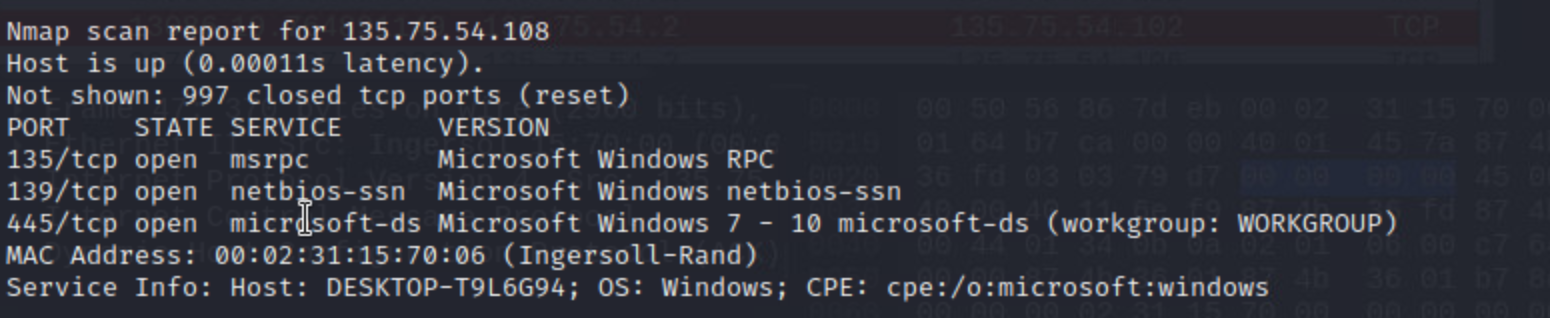 Nmap scan report for 135.75.54.108
Host is up (0.00011s latency).
Not shown: 997 closed tcp ports (reset)
PORT    STATE SERVICE      VERSION
135/tcp open  msrpc        Microsoft Windows RPC
139/tcp open  netbios-ssn  Microsoft Windows netbios-ssn
445/tcp open  microsoft-ds Microsoft Windows 7 - 10 microsoft-ds (workgroup: WORKGROUP)
MAC Address: 00:02:31:15:70:06 (Ingersoll-Rand)
Service Info: Host: DESKTOP-T9L6G94; OS: Windows; CPE: cpe:/o:microsoft:windows